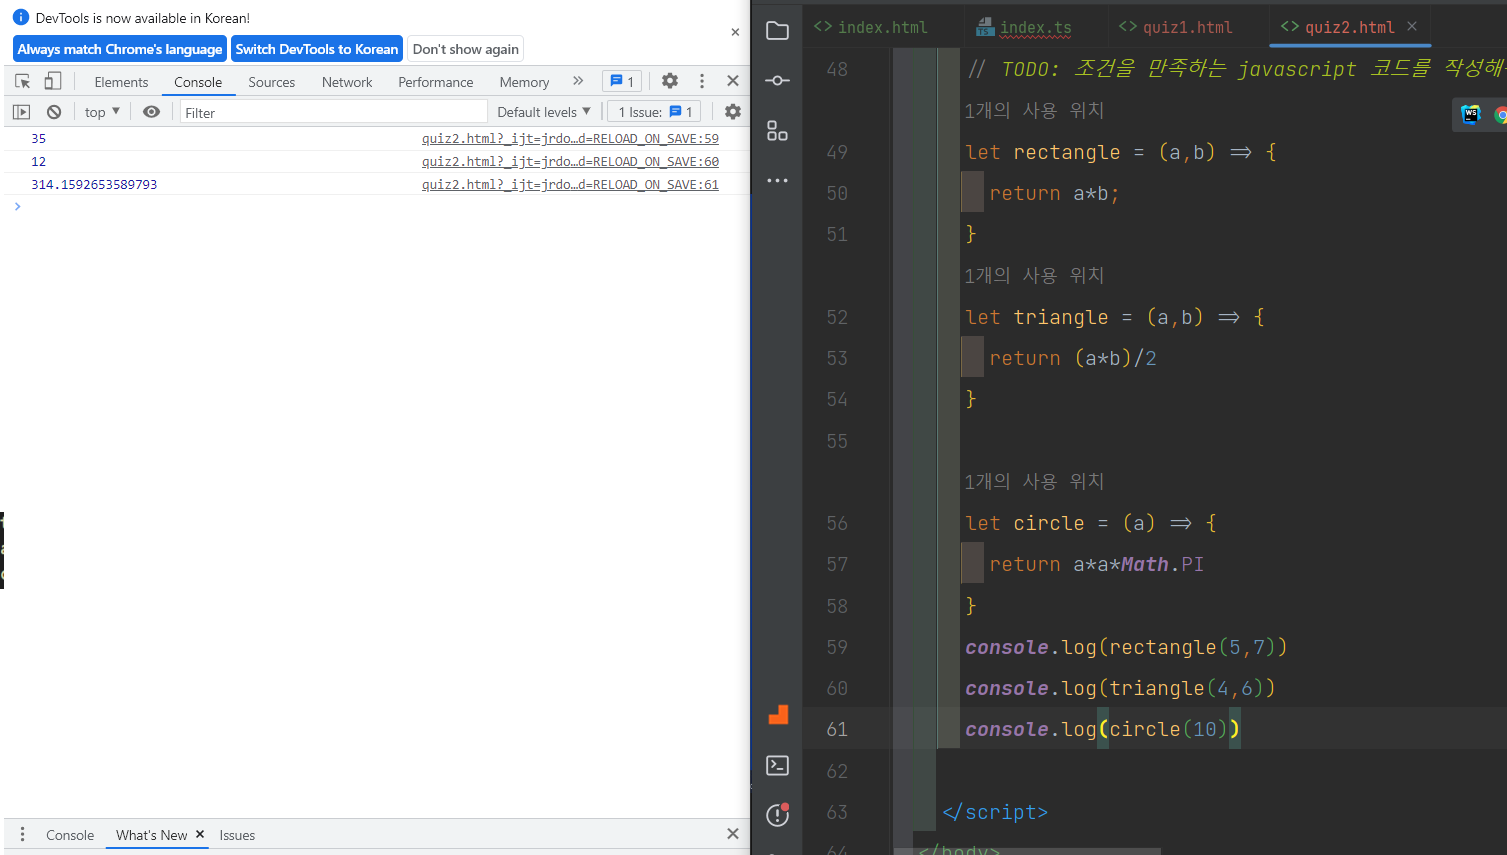 DevTools is now available in Korean!
Always match Chrome's language Switch DevTools to Korean Don't show again
Elements Console Sources Network Performance Memory 1
top Filter Default levels 1 Issue: 1
35 quiz2.html?_ijt=jrdo…d=RELOAD_ON_SAVE:59
12 quiz2.html?_ijt=jrdo…d=RELOAD_ON_SAVE:60
314.1592653589793 quiz2.html?_ijt=jrdo…d=RELOAD_ON_SAVE:61
Console What's New Issues
index.html index.ts quiz1.html quiz2.html
48 // TODO: 조건을 만족하는 javascript 코드를 작성해
1개의 사용 위치
49 let rectangle = (a,b) => {
50 return a*b;
51 }
1개의 사용 위치
52 let triangle = (a,b) => {
53 return (a*b)/2
54 }
55
1개의 사용 위치
56 let circle = (a) => {
57 return a*a*Math.PI
58 }
59 console.log(rectangle(5,7))
60 console.log(triangle(4,6))
61 console.log(circle(10))
62
63 </script>
64 </body>